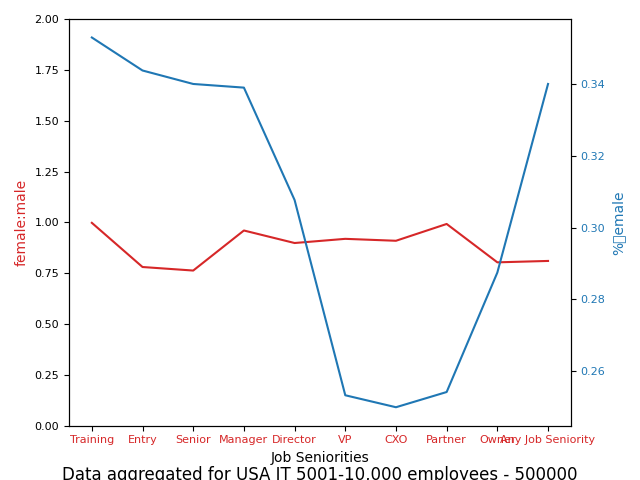 2.00
1.75
1.50
1.25
1.00
0.75
0.50
0.25
0.00
female:male
0.34
0.32
0.30
0.28
0.26
%▯emale
Training Entry Senior Manager Director VP CXO Partner Owner Any Job Seniority
Job Seniorities
Data aggregated for USA IT 5001-10,000 employees - 500000